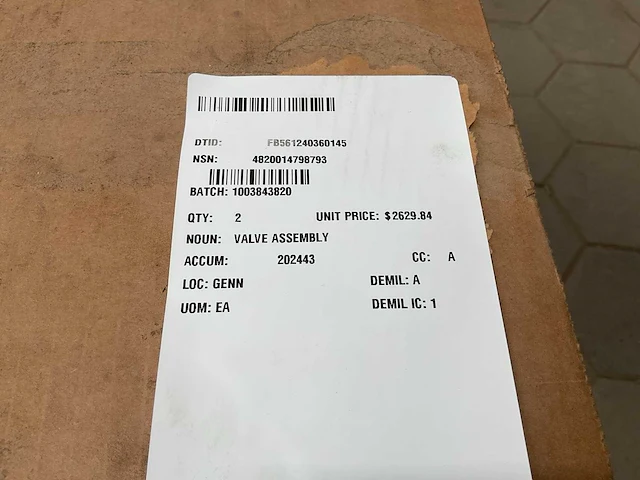 DTID: FB561240360145
NSN: 4820014798793
BATCH: 1003843820
QTY: 2 UNIT PRICE: $2629.84
NOUN: VALVE ASSEMBLY
ACCUM: 202443 CC: A
LOC: GENN DEMIL: A
UOM: EA DEMIL IC: 1